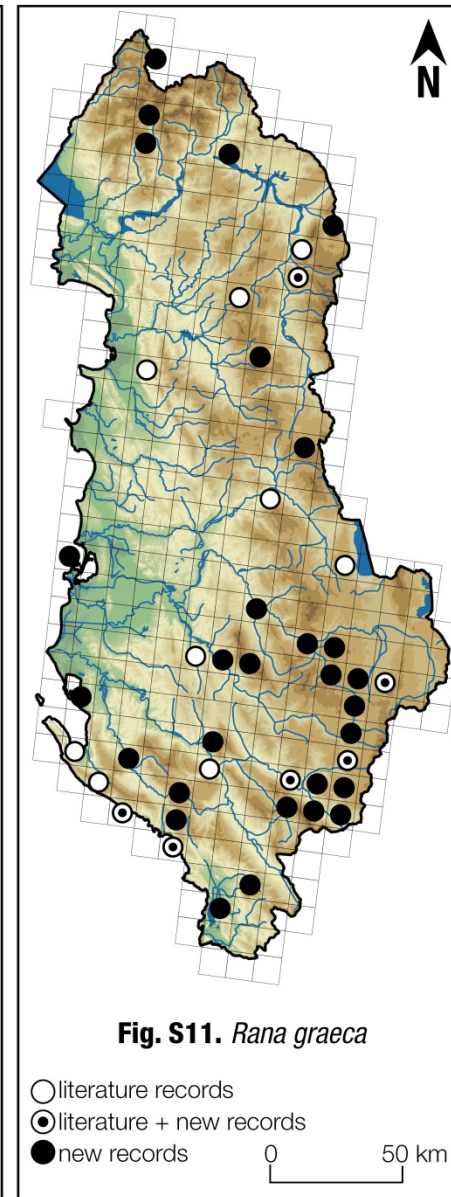 N
Fig. S11. Rana graeca
literature records
literature + new records
new records
0 50 km